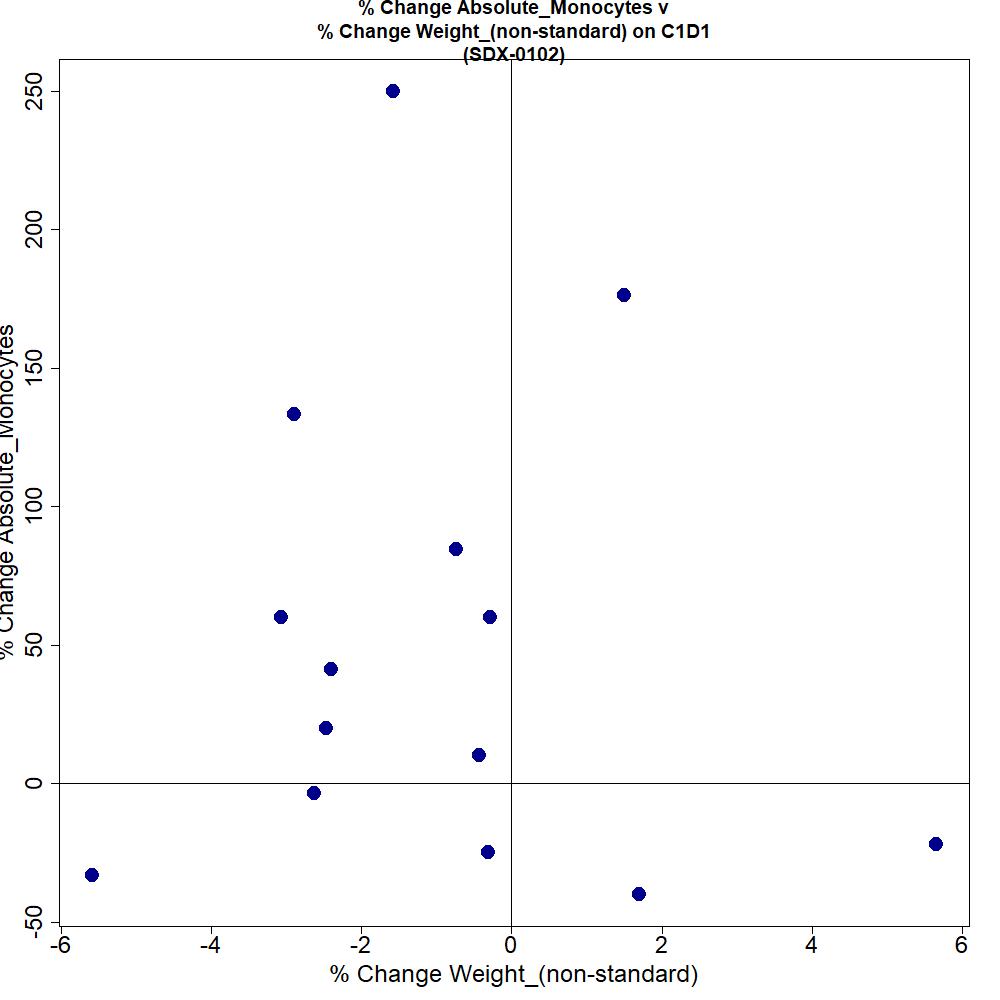 % Change Absolute_Monocytes v
% Change Weight_(non-standard) on C1D1
(SDX-0102)
% Change Absolute_Monocytes
250
200
150
100
50
0
-50
-6
-4
-2
0
2
4
6
% Change Weight_(non-standard)